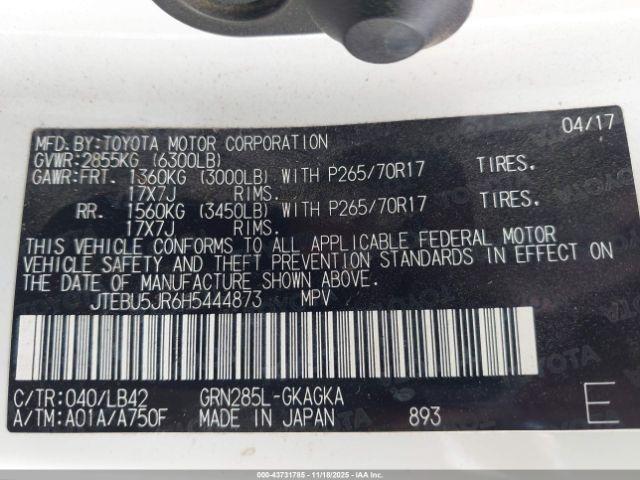 04/17
MFD.BY:TOYOTA MOTOR CORPORATION
GVWR:2855KG (6300LB)
GAWR:FRT. 1360KG (3000LB) WITH P265/70R17 TIRES.
17X7J RIMS.
RR. 1560KG (3450LB) WITH P265/70R17 TIRES.
17X7J RIMS.
THIS VEHICLE CONFORMS TO ALL APPLICABLE FEDERAL MOTOR
VEHICLE SAFETY AND THEFT PREVENTION STANDARDS IN EFFECT ON
THE DATE OF MANUFACTURE SHOWN ABOVE.
JTEBU5JR6H5444873 MPV
C/TR:040/LB42 GRN285L-GKAGKA
A/TM:A01A/A750F MADE IN JAPAN 893 E
000-43731785 - 11/18/2025 - IAAI.COM